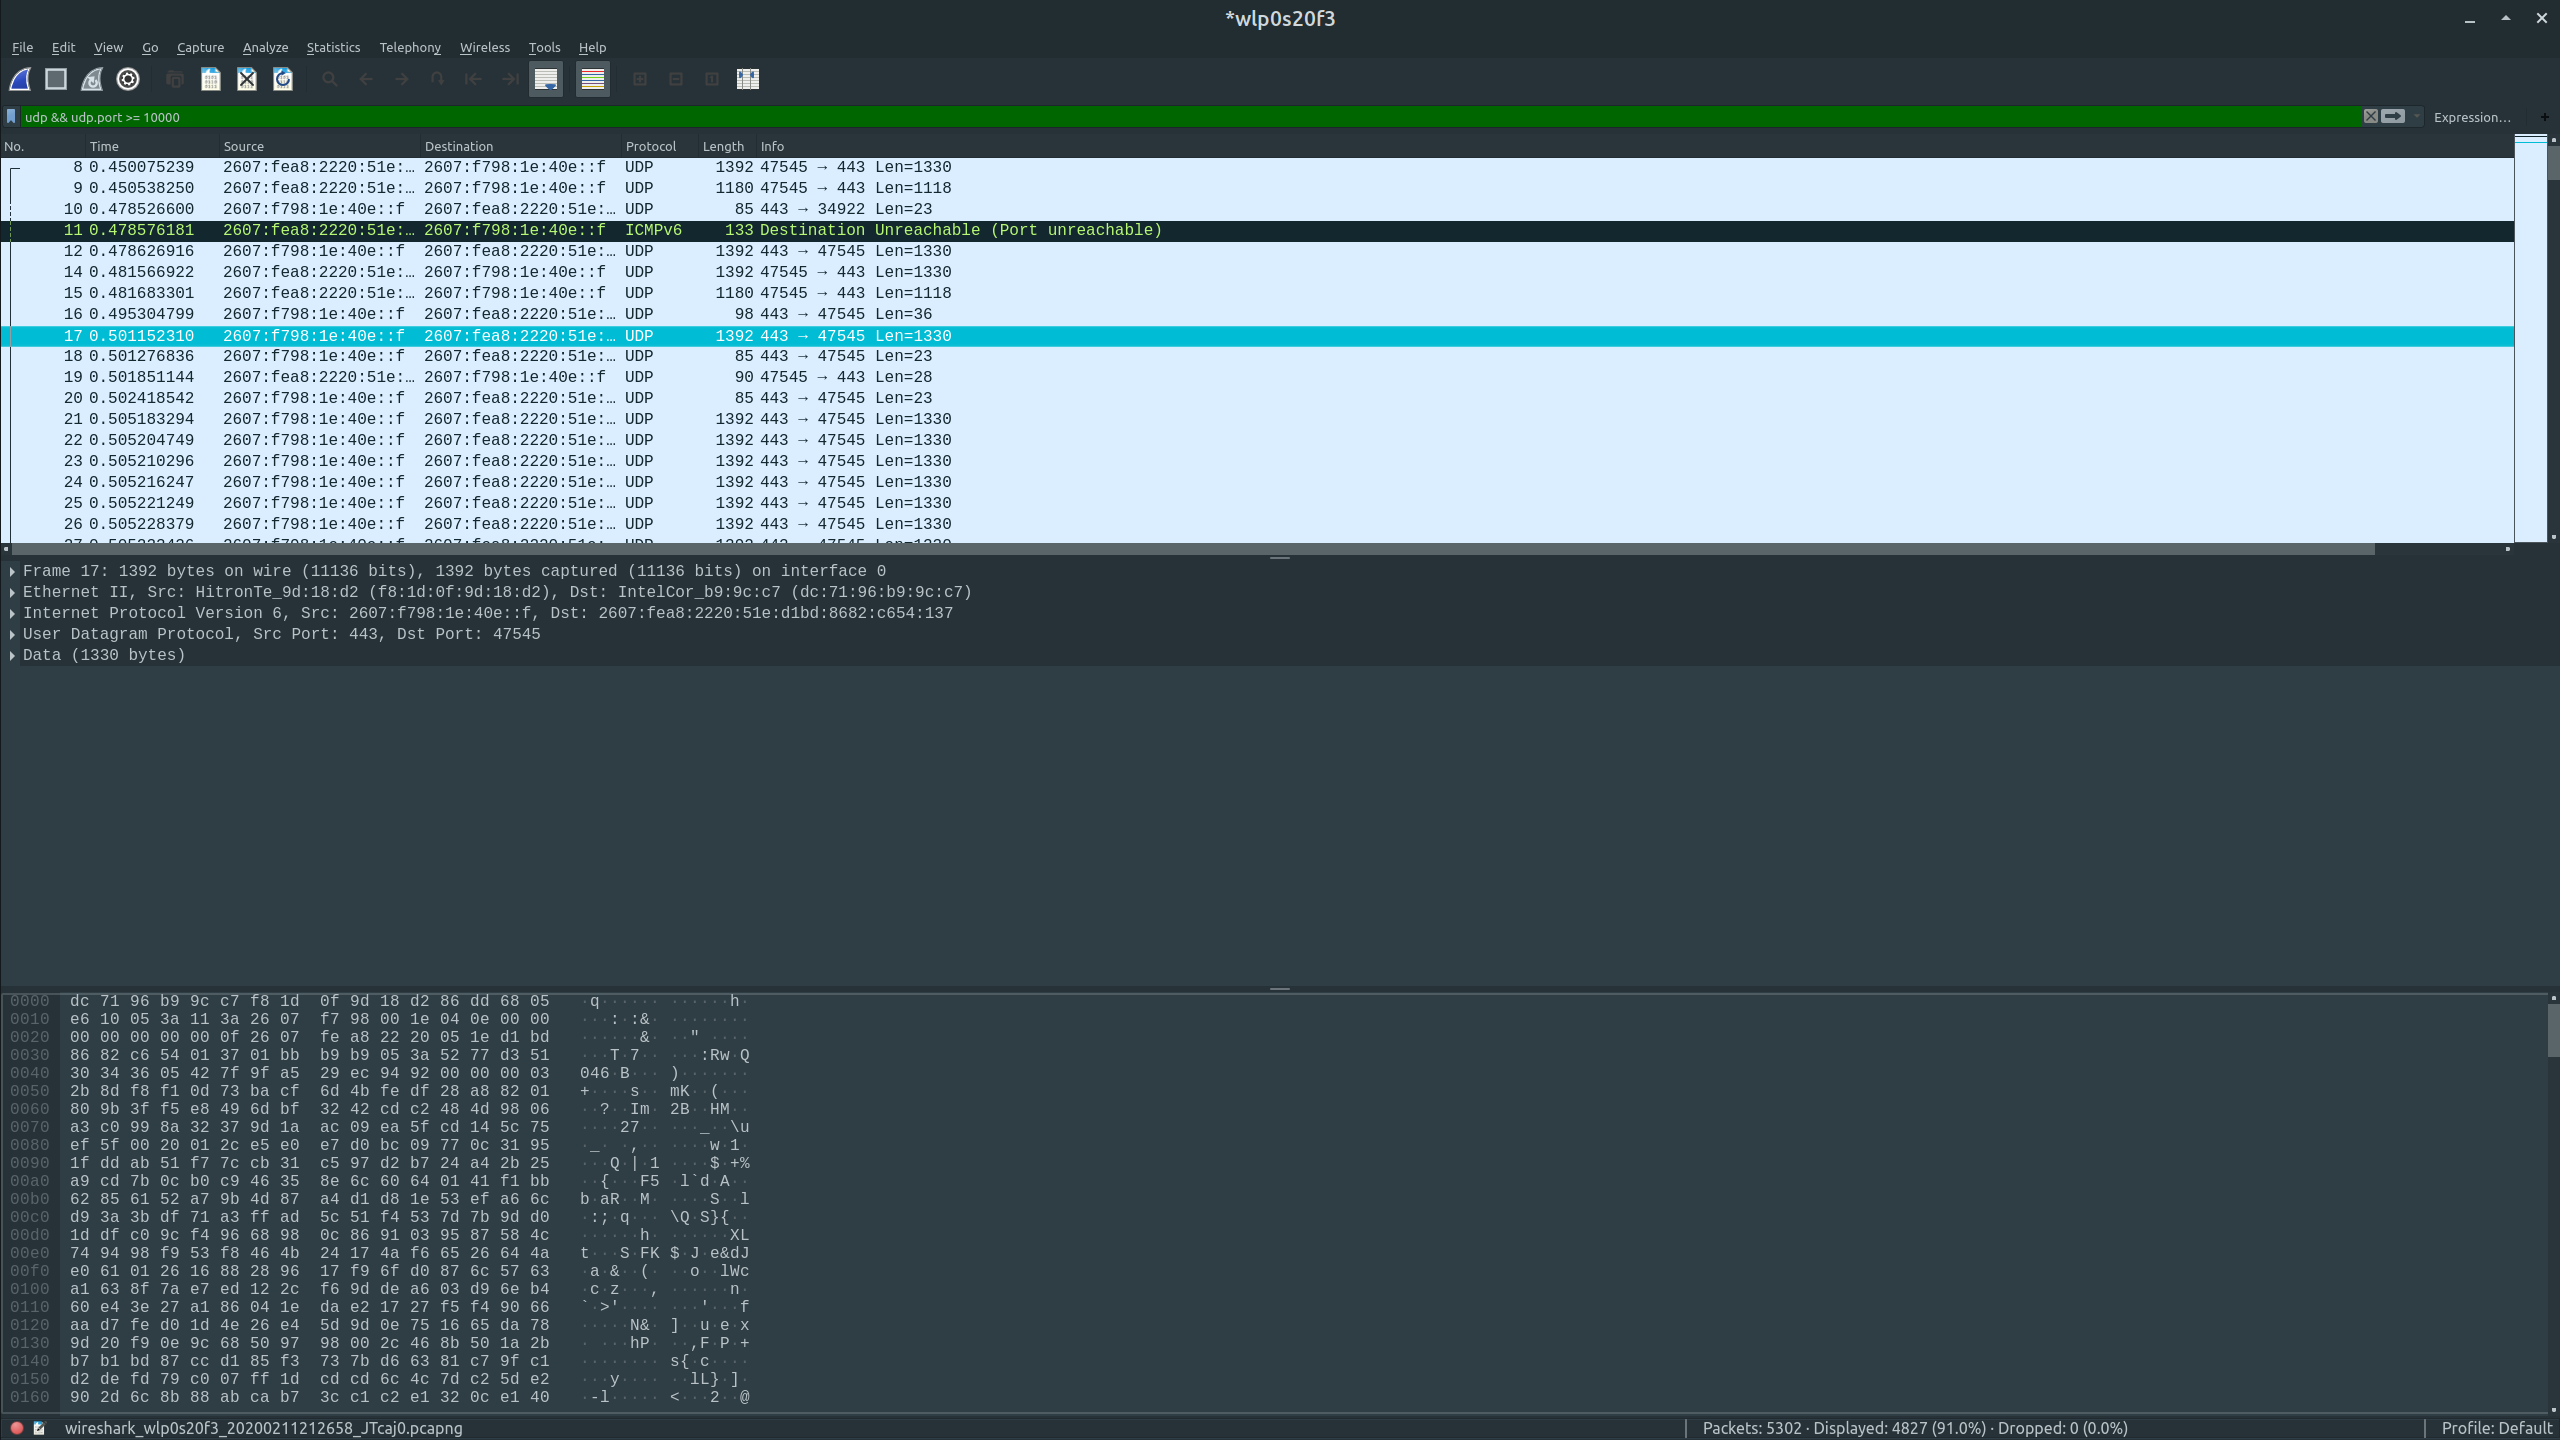 *wlp0s20f3
File Edit View Go Capture Analyze Statistics Telephony Wireless Tools Help
udp && udp.port >= 10000 Expression… +
No. Time Source Destination Protocol Length Info
8 0.450075239 2607:fea8:2220:51e:… 2607:f798:1e:40e::f UDP 1392 47545 → 443 Len=1330
9 0.450538250 2607:fea8:2220:51e:… 2607:f798:1e:40e::f UDP 1180 47545 → 443 Len=1118
10 0.478526600 2607:f798:1e:40e::f 2607:fea8:2220:51e:… UDP 85 443 → 34922 Len=23
11 0.478576181 2607:fea8:2220:51e:… 2607:f798:1e:40e::f ICMPv6 133 Destination Unreachable (Port unreachable)
12 0.478626916 2607:f798:1e:40e::f 2607:fea8:2220:51e:… UDP 1392 443 → 47545 Len=1330
14 0.481566922 2607:fea8:2220:51e:… 2607:f798:1e:40e::f UDP 1392 47545 → 443 Len=1330
15 0.481683301 2607:fea8:2220:51e:… 2607:f798:1e:40e::f UDP 1180 47545 → 443 Len=1118
16 0.495304799 2607:f798:1e:40e::f 2607:fea8:2220:51e:… UDP 98 443 → 47545 Len=36
17 0.501152310 2607:f798:1e:40e::f 2607:fea8:2220:51e:… UDP 1392 443 → 47545 Len=1330
18 0.501276836 2607:f798:1e:40e::f 2607:fea8:2220:51e:… UDP 85 443 → 47545 Len=23
19 0.501851144 2607:fea8:2220:51e:… 2607:f798:1e:40e::f UDP 90 47545 → 443 Len=28
20 0.502418542 2607:f798:1e:40e::f 2607:fea8:2220:51e:… UDP 85 443 → 47545 Len=23
21 0.505183294 2607:f798:1e:40e::f 2607:fea8:2220:51e:… UDP 1392 443 → 47545 Len=1330
22 0.505204749 2607:f798:1e:40e::f 2607:fea8:2220:51e:… UDP 1392 443 → 47545 Len=1330
23 0.505210296 2607:f798:1e:40e::f 2607:fea8:2220:51e:… UDP 1392 443 → 47545 Len=1330
24 0.505216247 2607:f798:1e:40e::f 2607:fea8:2220:51e:… UDP 1392 443 → 47545 Len=1330
25 0.505221249 2607:f798:1e:40e::f 2607:fea8:2220:51e:… UDP 1392 443 → 47545 Len=1330
26 0.505228379 2607:f798:1e:40e::f 2607:fea8:2220:51e:… UDP 1392 443 → 47545 Len=1330
Frame 17: 1392 bytes on wire (11136 bits), 1392 bytes captured (11136 bits) on interface 0
Ethernet II, Src: HitronTe_9d:18:d2 (f8:1d:0f:9d:18:d2), Dst: IntelCor_b9:9c:c7 (dc:71:96:b9:9c:c7)
Internet Protocol Version 6, Src: 2607:f798:1e:40e::f, Dst: 2607:fea8:2220:51e:d1bd:8682:c654:137
User Datagram Protocol, Src Port: 443, Dst Port: 47545
Data (1330 bytes)
0000 dc 71 96 b9 9c c7 f8 1d 0f 9d 18 d2 86 dd 68 05 ·q······ ······h·
0010 e6 10 05 3a 11 3a 26 07 f7 98 00 1e 04 0e 00 00 ···:·:&· ········
0020 00 00 00 00 00 0f 26 07 fe a8 22 20 05 1e d1 bd ······&· ··" ····
0030 86 82 c6 54 01 37 01 bb b9 b9 05 3a 52 77 d3 51 ···T·7·· ···:Rw·Q
0040 30 34 36 05 42 7f 9f a5 29 ec 94 92 00 00 00 03 046·B··· )·······
0050 2b 8d f8 f1 0d 73 ba cf 6d 4b fe df 28 a8 82 01 +····s·· mK··(···
0060 80 9b 3f f5 e8 49 6d bf 32 42 cd c2 48 4d 98 06 ··?··Im· 2B··HM··
0070 a3 c0 99 8a 32 37 9d 1a ac 09 ea 5f cd 14 5c 75 ····27·· ···_··\u
0080 ef 5f 00 20 01 2c e5 e0 e7 d0 bc 09 77 0c 31 95 ·_· ·,·· ····w·1·
0090 1f dd ab 51 f7 7c cb 31 c5 97 d2 b7 24 a4 2b 25 ···Q·|·1 ····$·+%
00a0 a9 cd 7b 0c b0 c9 46 35 8e 6c 60 64 01 41 f1 bb ··{···F5 ·l`d·A··
00b0 62 85 61 52 a7 9b 4d 87 a4 d1 d8 1e 53 ef a6 6c b·aR··M· ····S··l
00c0 d9 3a 3b df 71 a3 ff ad 5c 51 f4 53 7d 7b 9d d0 ·:;·q··· \Q·S}{··
00d0 1d df c0 9c f4 96 68 98 0c 86 91 03 95 87 58 4c ······h· ······XL
00e0 74 94 98 f9 53 f8 46 4b 24 17 4a f6 65 26 64 4a t···S·FK $·J·e&dJ
00f0 e0 61 01 26 16 88 28 96 17 f9 6f d0 87 6c 57 63 ·a·&··(· ··o··lWc
0100 a1 63 8f 7a e7 ed 12 2c f6 9d de a6 03 d9 6e b4 ·c·z···, ······n·
0110 60 e4 3e 27 a1 86 04 1e da e2 17 27 f5 f4 90 66 `·>'···· ···'···f
0120 aa d7 fe d0 1d 4e 26 e4 5d 9d 0e 75 16 65 da 78 ·····N&· ]··u·e·x
0130 9d 20 f9 0e 9c 68 50 97 98 00 2c 46 8b 50 1a 2b · ···hP· ··,F·P·+
0140 b7 b1 bd 87 cc d1 85 f3 73 7b d6 63 81 c7 9f c1 ········ s{·c····
0150 d2 de fd 79 c0 07 ff 1d cd cd 6c 4c 7d c2 5d e2 ···y···· ··lL}·]·
0160 90 2d 6c 8b 88 ab ca b7 3c c1 c2 e1 32 0c e1 40 ·-l····· <···2··@
wireshark_wlp0s20f3_20200211212658_JTcaj0.pcapng Packets: 5302 · Displayed: 4827 (91.0%) · Dropped: 0 (0.0%) Profile: Default